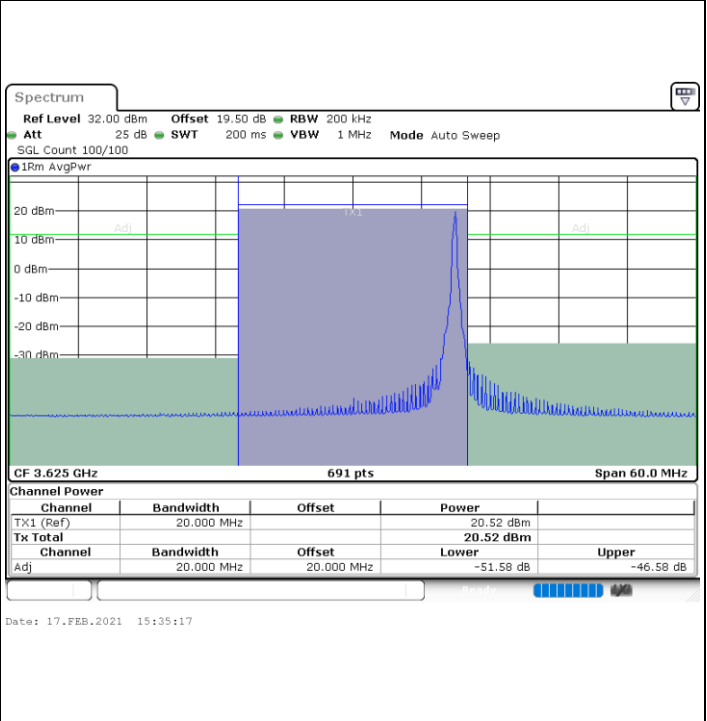 Spectrum
Ref Level 32.00 dBm Offset 19.50 dB RBW 200 kHz
Att 25 dB SWT 200 ms VBW 1 MHz Mode Auto Sweep
SGL Count 100/100
1Rm AvgPwr
TX1
Adj Adj
20 dBm
10 dBm
0 dBm
-10 dBm
-20 dBm
-30 dBm
CF 3.625 GHz 691 pts Span 60.0 MHz
Channel Power
Channel Bandwidth Offset Power
TX1 (Ref) 20.000 MHz 20.52 dBm
Tx Total 20.52 dBm
Channel Bandwidth Offset Lower Upper
Adj 20.000 MHz 20.000 MHz -51.58 dB -46.58 dB
Ready
Date: 17.FEB.2021 15:35:17